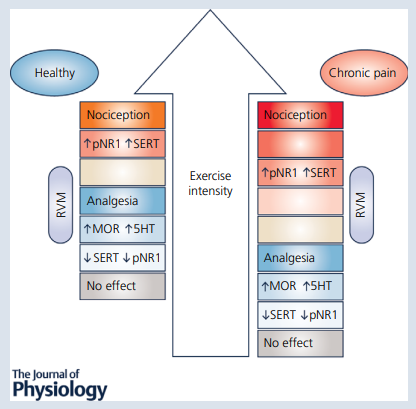 Healthy
Chronic pain
Nociception
↑pNR1 ↑SERT
Analgesia
↑MOR ↑5HT
↓SERT ↓pNR1
No effect
RVM
Exercise
intensity
Nociception
↑pNR1 ↑SERT
Analgesia
↑MOR ↑5HT
↓SERT ↓pNR1
No effect
RVM
The Journal of
Physiology